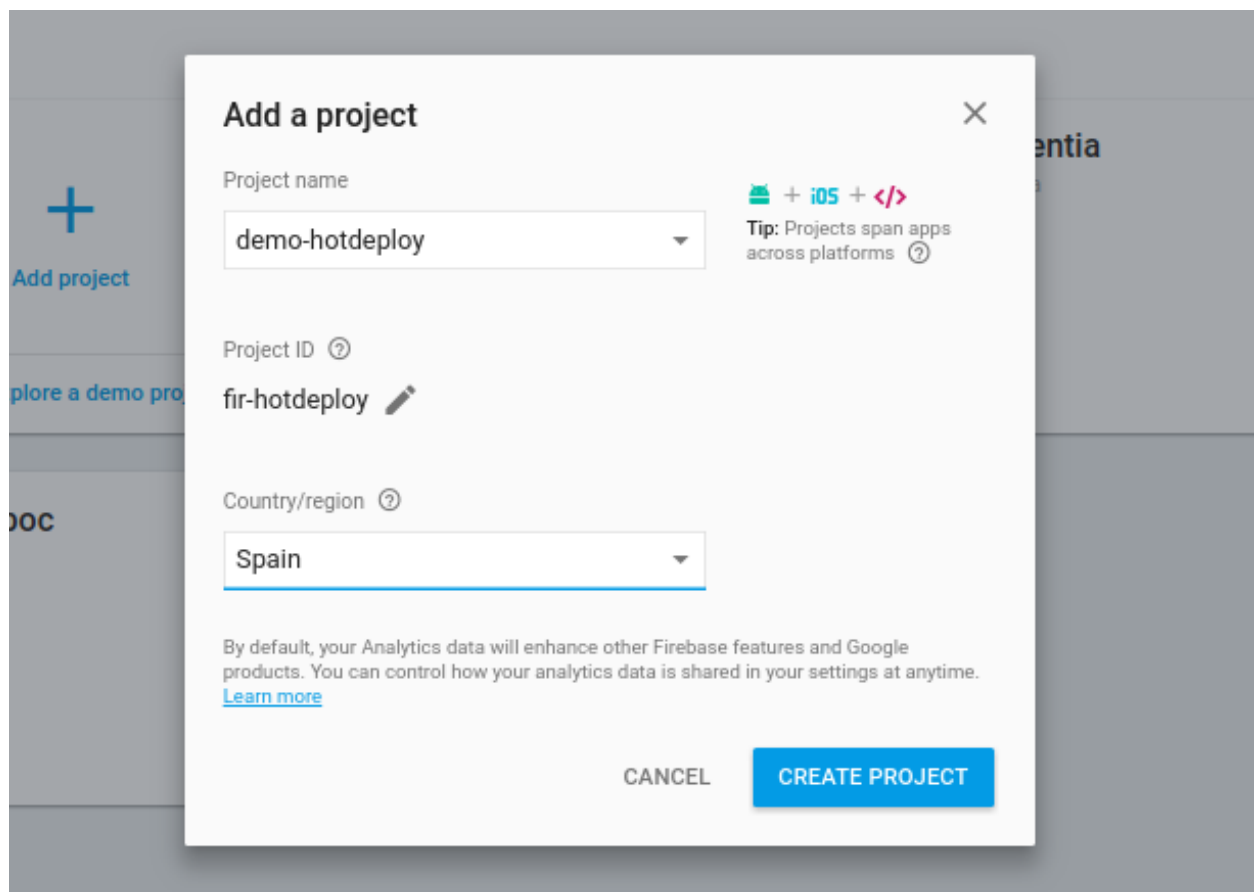 Add a project
entia
Project name
+ iOS + </>
demo-hotdeploy
Tip: Projects span apps
across platforms
Add project
Project ID
plore a demo pro
fir-hotdeploy
Country/region
poc
Spain
By default, your Analytics data will enhance other Firebase features and Google
products. You can control how your analytics data is shared in your settings at anytime.
Learn more
CANCEL
CREATE PROJECT